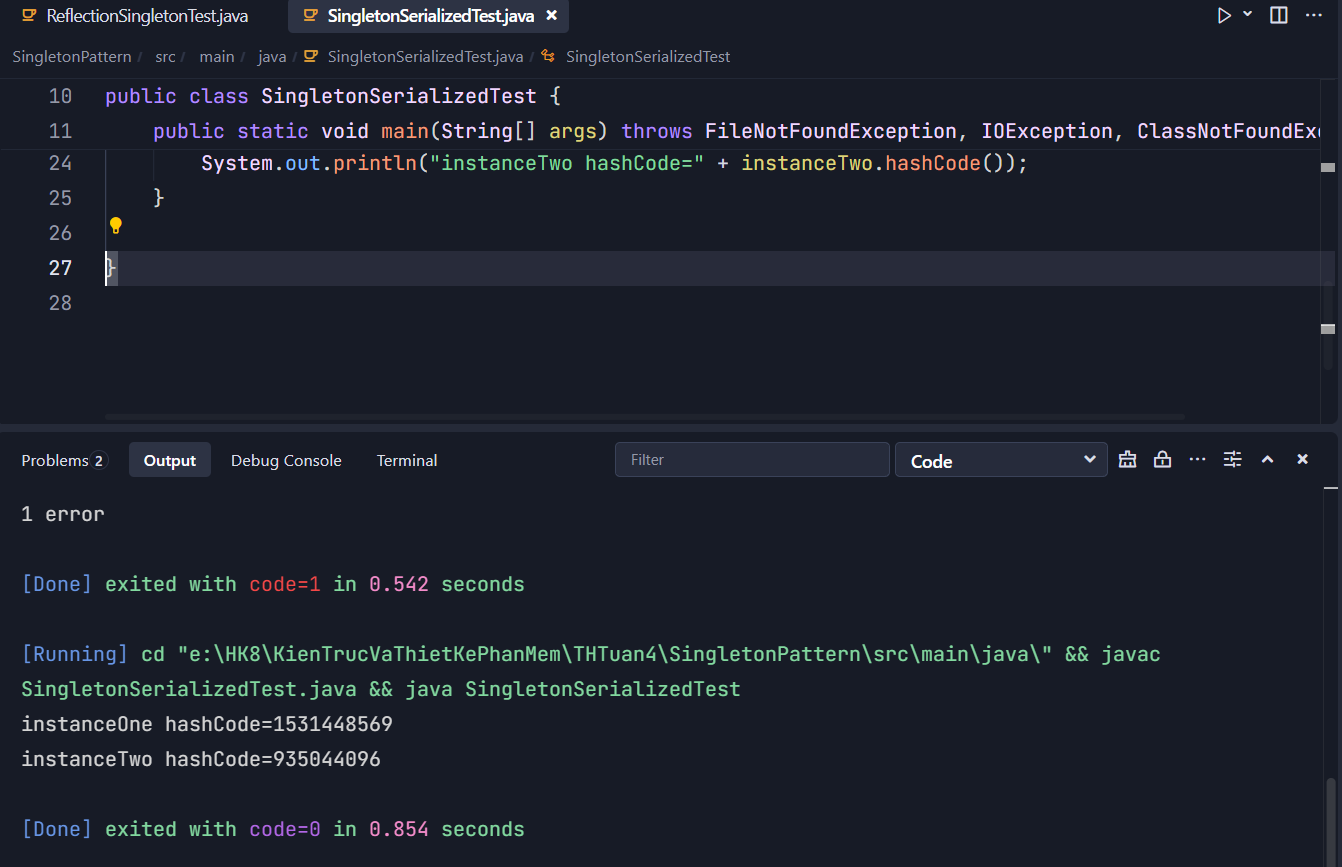 ReflectionSingletonTest.java SingletonSerializedTest.java
SingletonPattern / src / main / java / SingletonSerializedTest.java / SingletonSerializedTest
10 public class SingletonSerializedTest {
11 public static void main(String[] args) throws FileNotFoundException, IOException, ClassNotFoundExc
24 System.out.println("instanceTwo hashCode=" + instanceTwo.hashCode());
25 }
26
27 }
28
Problems 2 Output Debug Console Terminal Filter Code
1 error
[Done] exited with code=1 in 0.542 seconds
[Running] cd "e:\HK8\KienTrucVaThietKePhanMem\THTuan4\SingletonPattern\src\main\java\" && javac
SingletonSerializedTest.java && java SingletonSerializedTest
instanceOne hashCode=1531448569
instanceTwo hashCode=935044096
[Done] exited with code=0 in 0.854 seconds